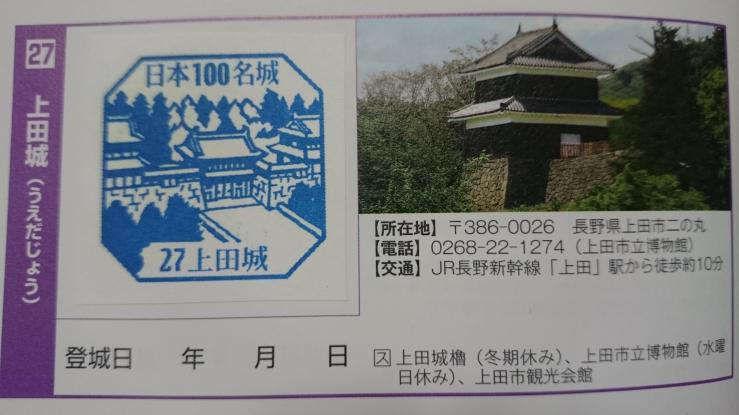 27
上田城（うえだじょう）
日本100名城
27上田城
【所在地】〒386-0026　長野県上田市二の丸
【電話】0268-22-1274（上田市立博物館）
【交通】JR長野新幹線「上田」駅から徒歩約10分
登城日　年　月　日
ス 上田城櫓（冬期休み）、上田市立博物館（水曜
日休み）、上田市観光会館